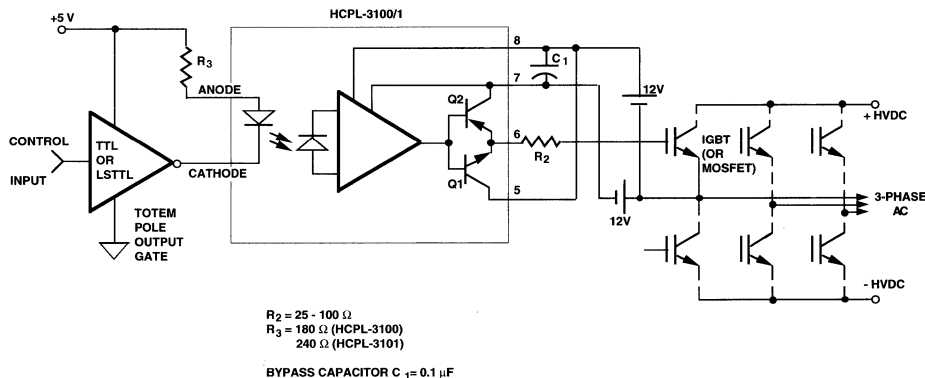 HCPL-3100/1
+5 V
R3
ANODE
CONTROL
INPUT
TTL
OR
LSTTL
CATHODE
TOTEM
POLE
OUTPUT
GATE
8
C1
7
Q2
6
R2
Q1
5
12V
12V
IGBT
(OR
MOSFET)
+ HVDC
3-PHASE
AC
- HVDC
R2 = 25 - 100 Ω
R3 = 180 Ω (HCPL-3100)
240 Ω (HCPL-3101)
BYPASS CAPACITOR C 1= 0.1 μF